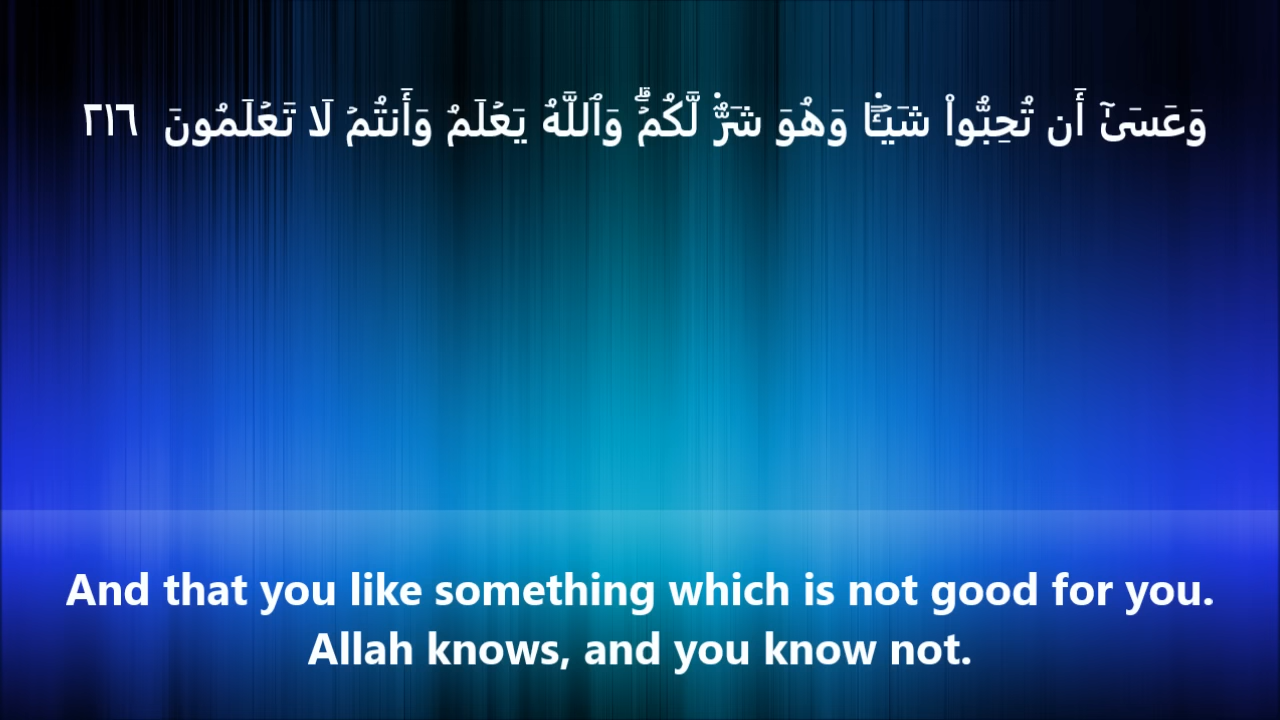 وَعَسَىٰٓ أَن تُحِبُّوا۟ شَيْـًٔا وَهُوَ شَرٌّ لَّكُمْ ۗ وَٱللَّهُ يَعْلَمُ وَأَنتُمْ لَا تَعْلَمُونَ ٢١٦
And that you like something which is not good for you.
Allah knows, and you know not.